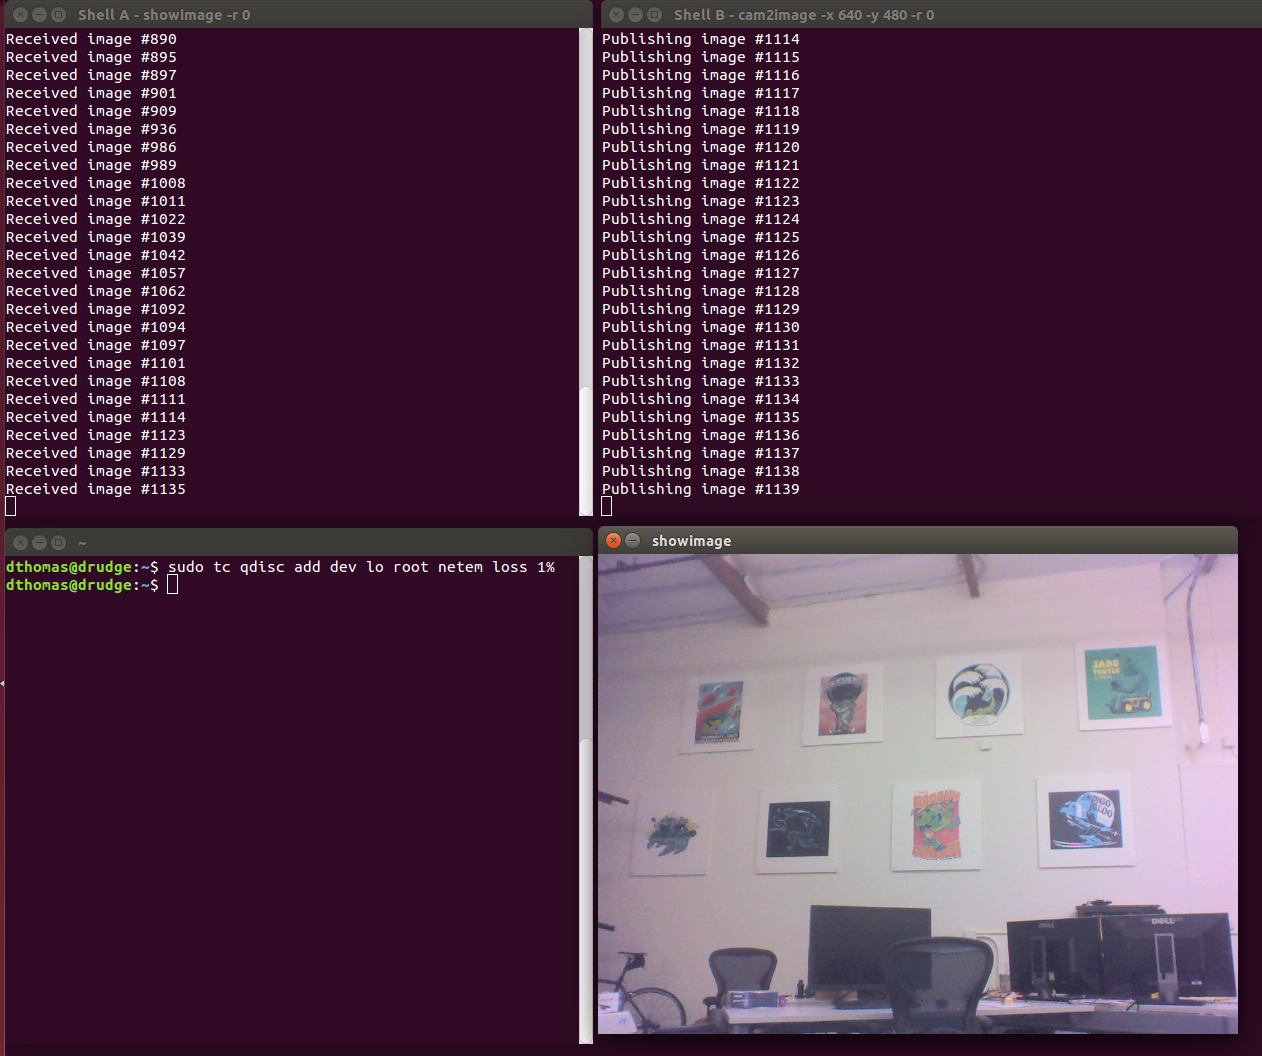 Shell A - showimage -r 0
Received image #890
Received image #895
Received image #897
Received image #901
Received image #909
Received image #936
Received image #986
Received image #989
Received image #1008
Received image #1011
Received image #1022
Received image #1039
Received image #1042
Received image #1057
Received image #1062
Received image #1092
Received image #1094
Received image #1097
Received image #1101
Received image #1108
Received image #1111
Received image #1114
Received image #1123
Received image #1129
Received image #1133
Received image #1135
Shell B - cam2image -x 640 -y 480 -r 0
Publishing image #1114
Publishing image #1115
Publishing image #1116
Publishing image #1117
Publishing image #1118
Publishing image #1119
Publishing image #1120
Publishing image #1121
Publishing image #1122
Publishing image #1123
Publishing image #1124
Publishing image #1125
Publishing image #1126
Publishing image #1127
Publishing image #1128
Publishing image #1129
Publishing image #1130
Publishing image #1131
Publishing image #1132
Publishing image #1133
Publishing image #1134
Publishing image #1135
Publishing image #1136
Publishing image #1137
Publishing image #1138
Publishing image #1139
~
dthomas@drudge:~$ sudo tc qdisc add dev lo root netem loss 1%
dthomas@drudge:~$
showimage
JADE
TURTLE
INDIGO
IGLOO
DELL